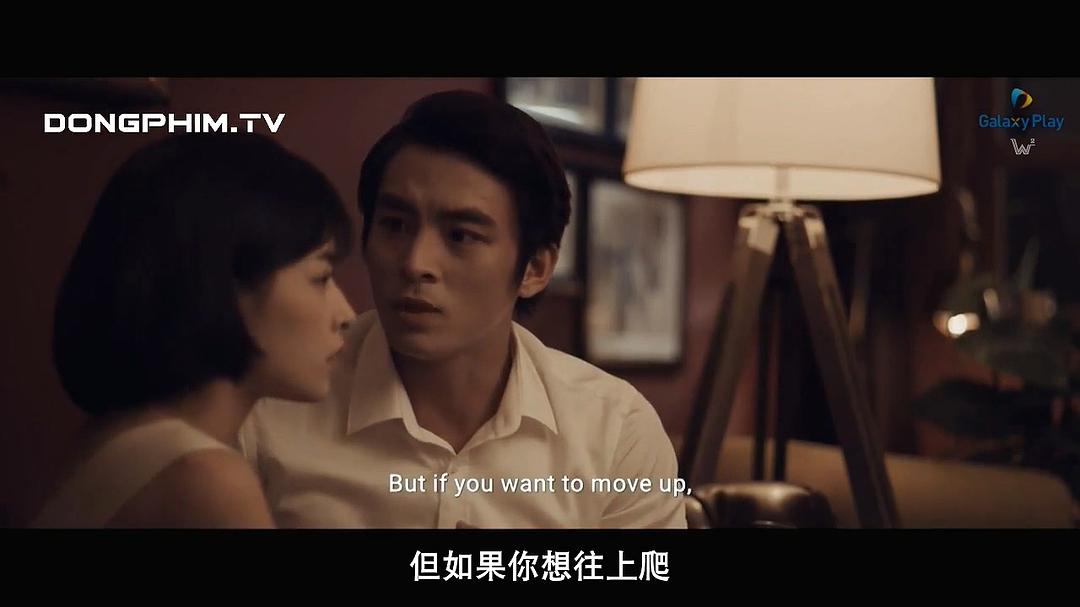 DONGPHIM.TV
Galaxy Play
W²
But if you want to move up,
但如果你想往上爬